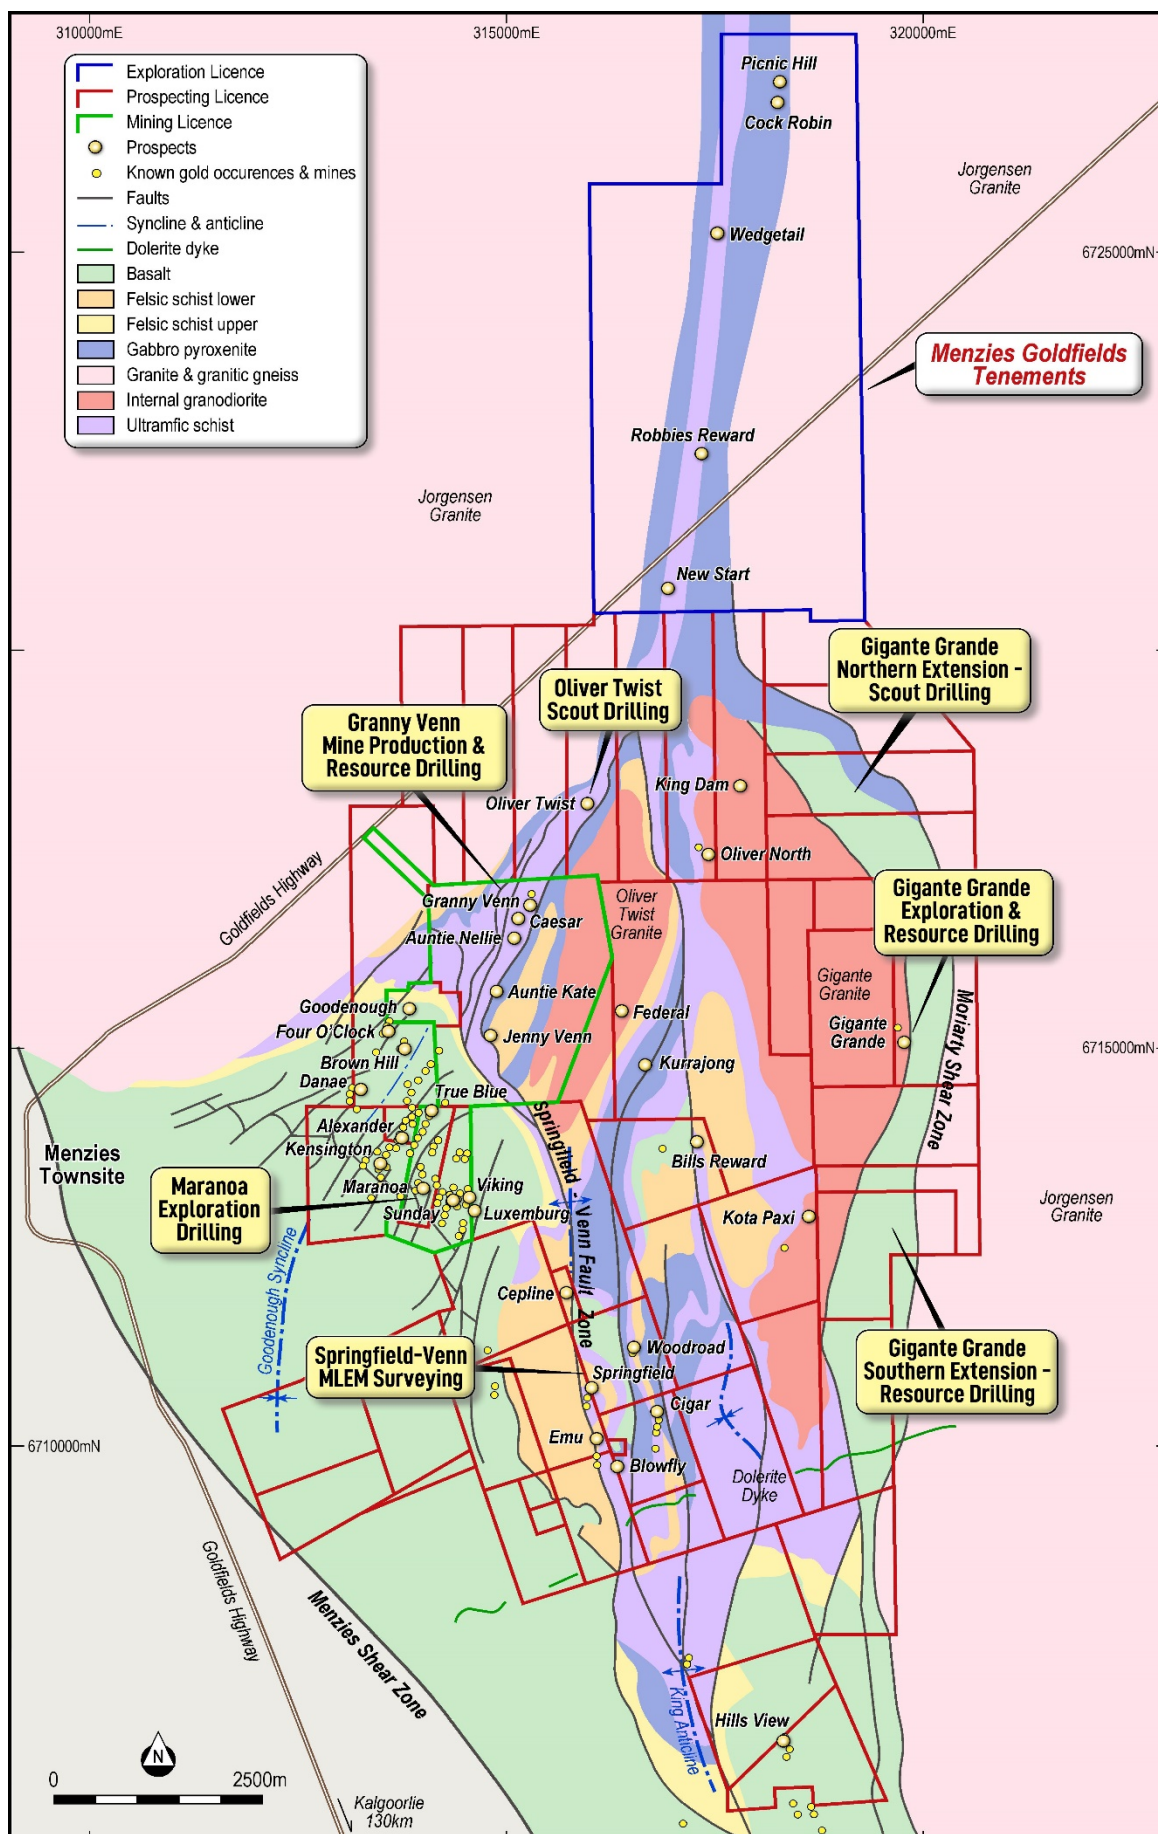 310000mE
315000mE
320000mE
Exploration Licence
Prospecting Licence
Mining Licence
Prospects
Known gold occurences & mines
Faults
Syncline & anticline
Dolerite dyke
Basalt
Felsic schist lower
Felsic schist upper
Gabbro pyroxenite
Granite & granitic gneiss
Internal granodiorite
Ultramfic schist
Picnic Hill
Cock Robin
Jorgensen
Granite
Wedgetail
6725000mN
Menzies Goldfields
Tenements
Robbies Reward
Jorgensen
Granite
New Start
Gigante Grande
Northern Extension -
Scout Drilling
Oliver Twist
Scout Drilling
Granny Venn
Mine Production &
Resource Drilling
King Dam
Oliver Twist
Oliver North
Goldfields Highway
Gigante Grande
Exploration &
Resource Drilling
Granny Venn
Oliver
Twist
Granite
Caesar
Auntie Nellie
Gigante
Granite
Auntie Kate
Goodenough
Federal
Four O'Clock
Jenny Venn
Gigante
Grande
Moriarty Shear Zone
Brown Hill
Kurrajong
6715000mN
Danae
True Blue
Menzies
Townsite
Alexander
Kensington
Springfield - Venn Fault Zone
Bills Reward
Maranoa
Exploration
Drilling
Maranoa
Viking
Sunday
Luxemburg
Kota Paxi
Jorgensen
Granite
Goodenough Syncline
Cepline
Springfield-Venn
MLEM Surveying
Woodroad
Springfield
Gigante Grande
Southern Extension -
Resource Drilling
Cigar
6710000mN
Emu
Blowfly
Dolerite
Dyke
Goldfields Highway
Menzies Shear Zone
King Anticline
Hills View
N
0
2500m
Kalgoorlie
130km